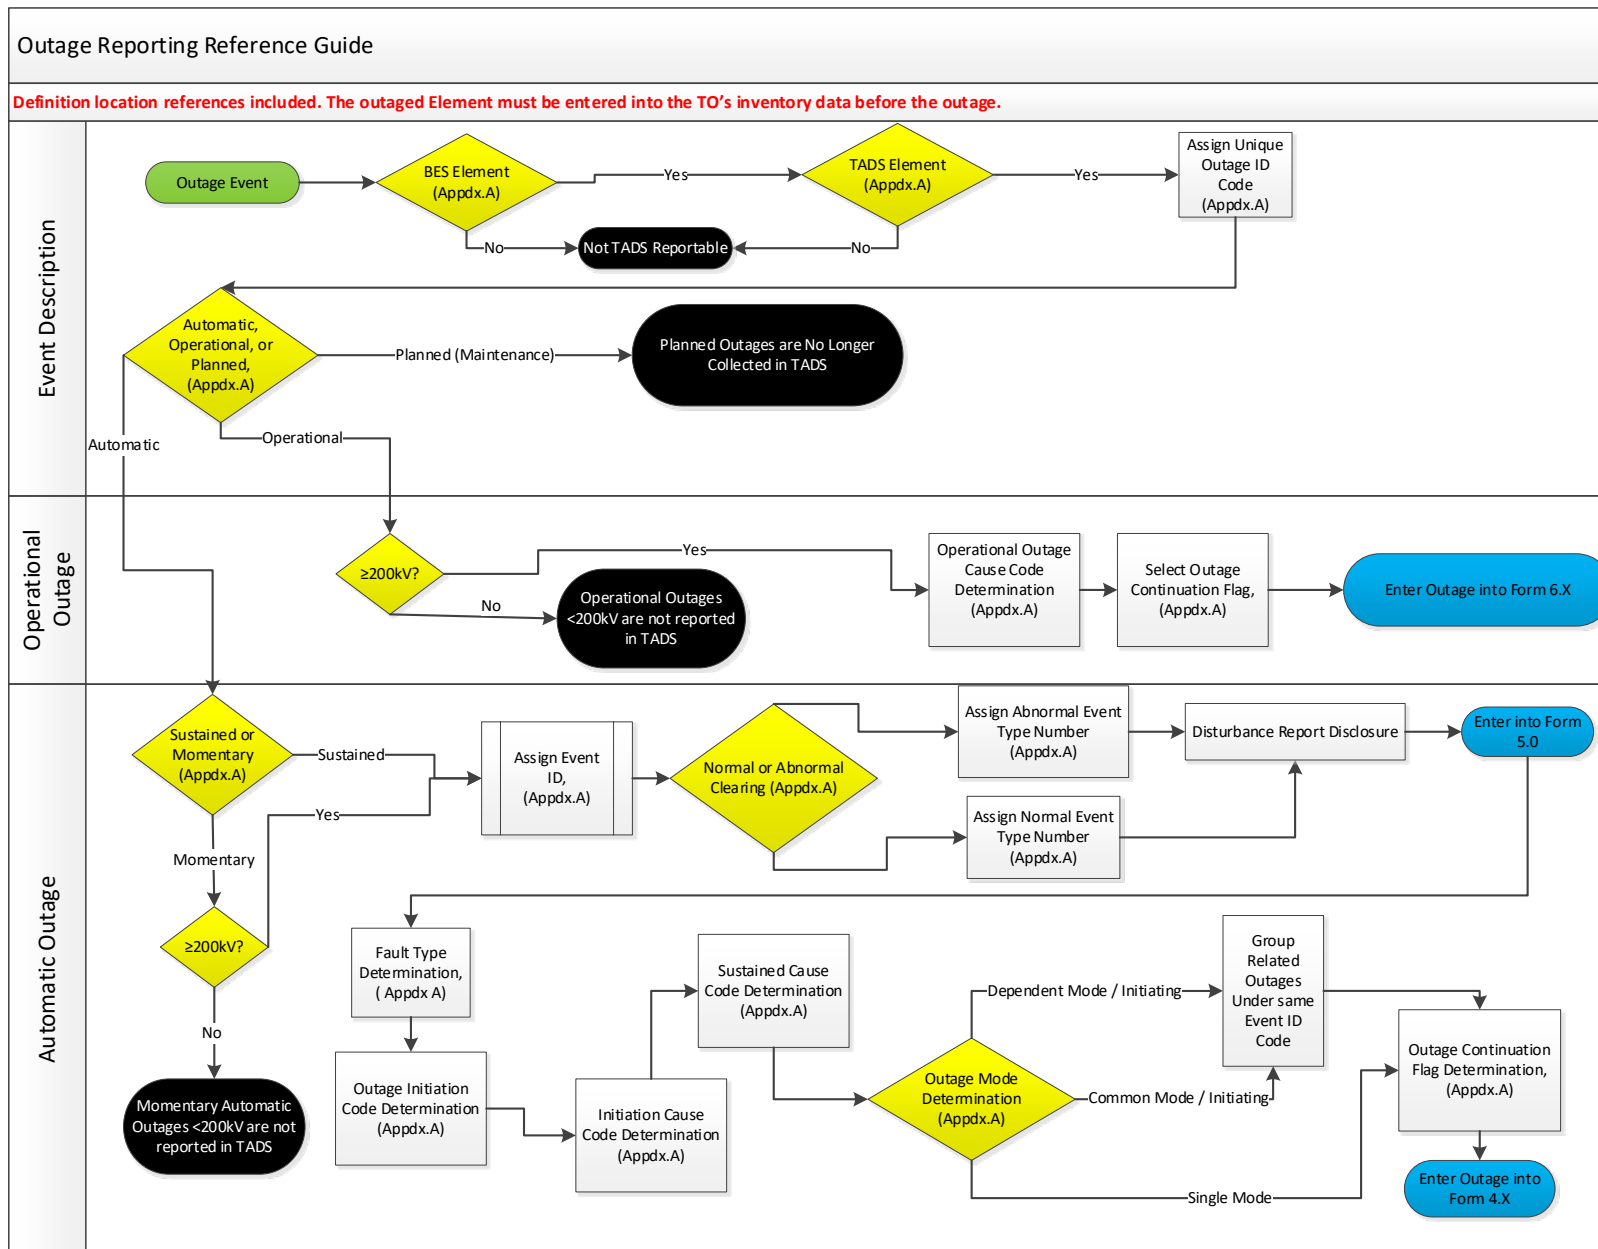 Outage Reporting Reference Guide
Definition location references included. The outaged Element must be entered into the TO's inventory data before the outage.
Event Description
Outage Event
BES Element
(Appdx.A)
Yes
TADS Element
(Appdx.A)
Yes
Assign Unique
Outage ID
Code
(Appdx.A)
No
Not TADS Reportable
No
Automatic,
Operational, or
Planned,
(Appdx.A)
Planned (Maintenance)
Planned Outages are No Longer
Collected in TADS
Automatic
Operational
Operational
Outage
≥200kV?
Yes
No
Operational Outages
<200kV are not reported
in TADS
Operational Outage
Cause Code
Determination
(Appdx.A)
Select Outage
Continuation Flag,
(Appdx.A)
Enter Outage into Form 6.X
Automatic Outage
Sustained or
Momentary
(Appdx.A)
Sustained
Yes
Momentary
≥200kV?
No
Momentary Automatic
Outages <200kV are not
reported in TADS
Assign Event
ID,
(Appdx.A)
Normal or Abnormal
Clearing (Appdx.A)
Assign Abnormal Event
Type Number
(Appdx.A)
Assign Normal Event
Type Number
(Appdx.A)
Disturbance Report Disclosure
Enter into Form
5.0
Fault Type
Determination,
( Appdx A)
Outage Initiation
Code Determination
(Appdx.A)
Initiation Cause
Code Determination
(Appdx.A)
Sustained Cause
Code Determination
(Appdx.A)
Outage Mode
Determination
(Appdx.A)
Dependent Mode / Initiating
Common Mode / Initiating
Single Mode
Group
Related
Outages
Under same
Event ID
Code
Outage Continuation
Flag Determination,
(Appdx.A)
Enter Outage into
Form 4.X